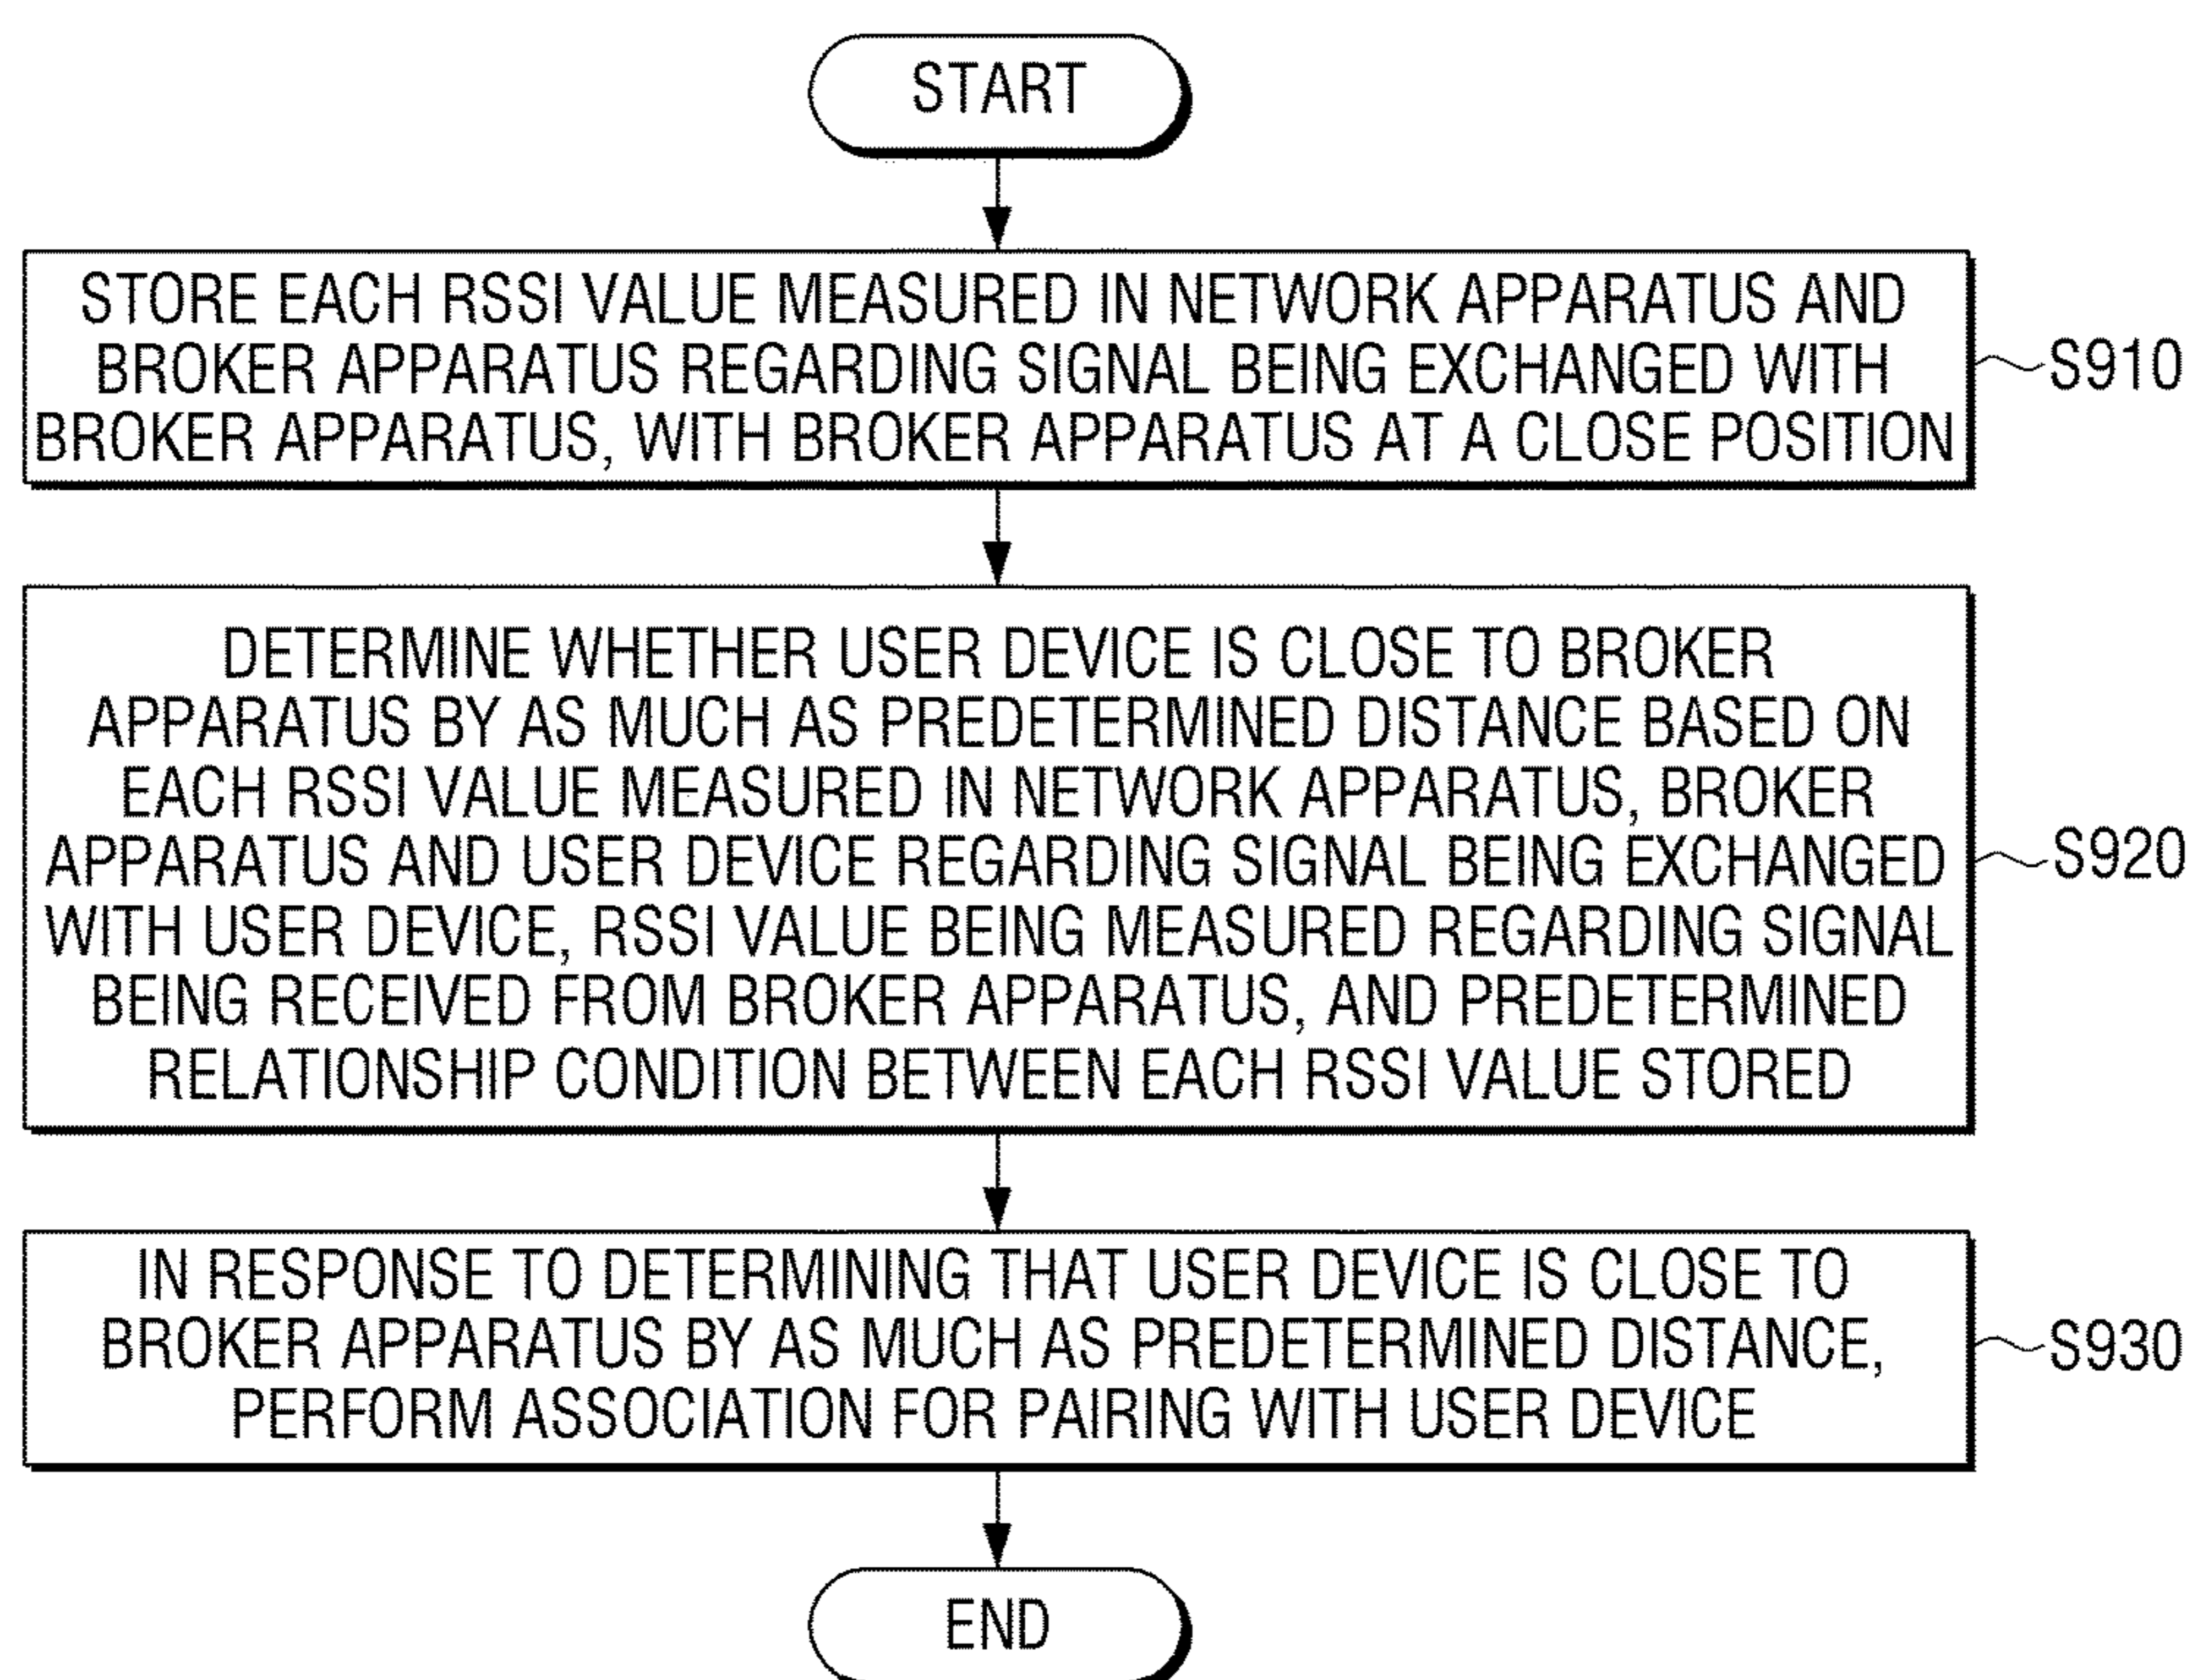 START
STORE EACH RSSI VALUE MEASURED IN NETWORK APPARATUS AND
BROKER APPARATUS REGARDING SIGNAL BEING EXCHANGED WITH
BROKER APPARATUS, WITH BROKER APPARATUS AT A CLOSE POSITION
S910
DETERMINE WHETHER USER DEVICE IS CLOSE TO BROKER
APPARATUS BY AS MUCH AS PREDETERMINED DISTANCE BASED ON
EACH RSSI VALUE MEASURED IN NETWORK APPARATUS, BROKER
APPARATUS AND USER DEVICE REGARDING SIGNAL BEING EXCHANGED
WITH USER DEVICE, RSSI VALUE BEING MEASURED REGARDING SIGNAL
BEING RECEIVED FROM BROKER APPARATUS, AND PREDETERMINED
RELATIONSHIP CONDITION BETWEEN EACH RSSI VALUE STORED
S920
IN RESPONSE TO DETERMINING THAT USER DEVICE IS CLOSE TO
BROKER APPARATUS BY AS MUCH AS PREDETERMINED DISTANCE,
PERFORM ASSOCIATION FOR PAIRING WITH USER DEVICE
S930
END